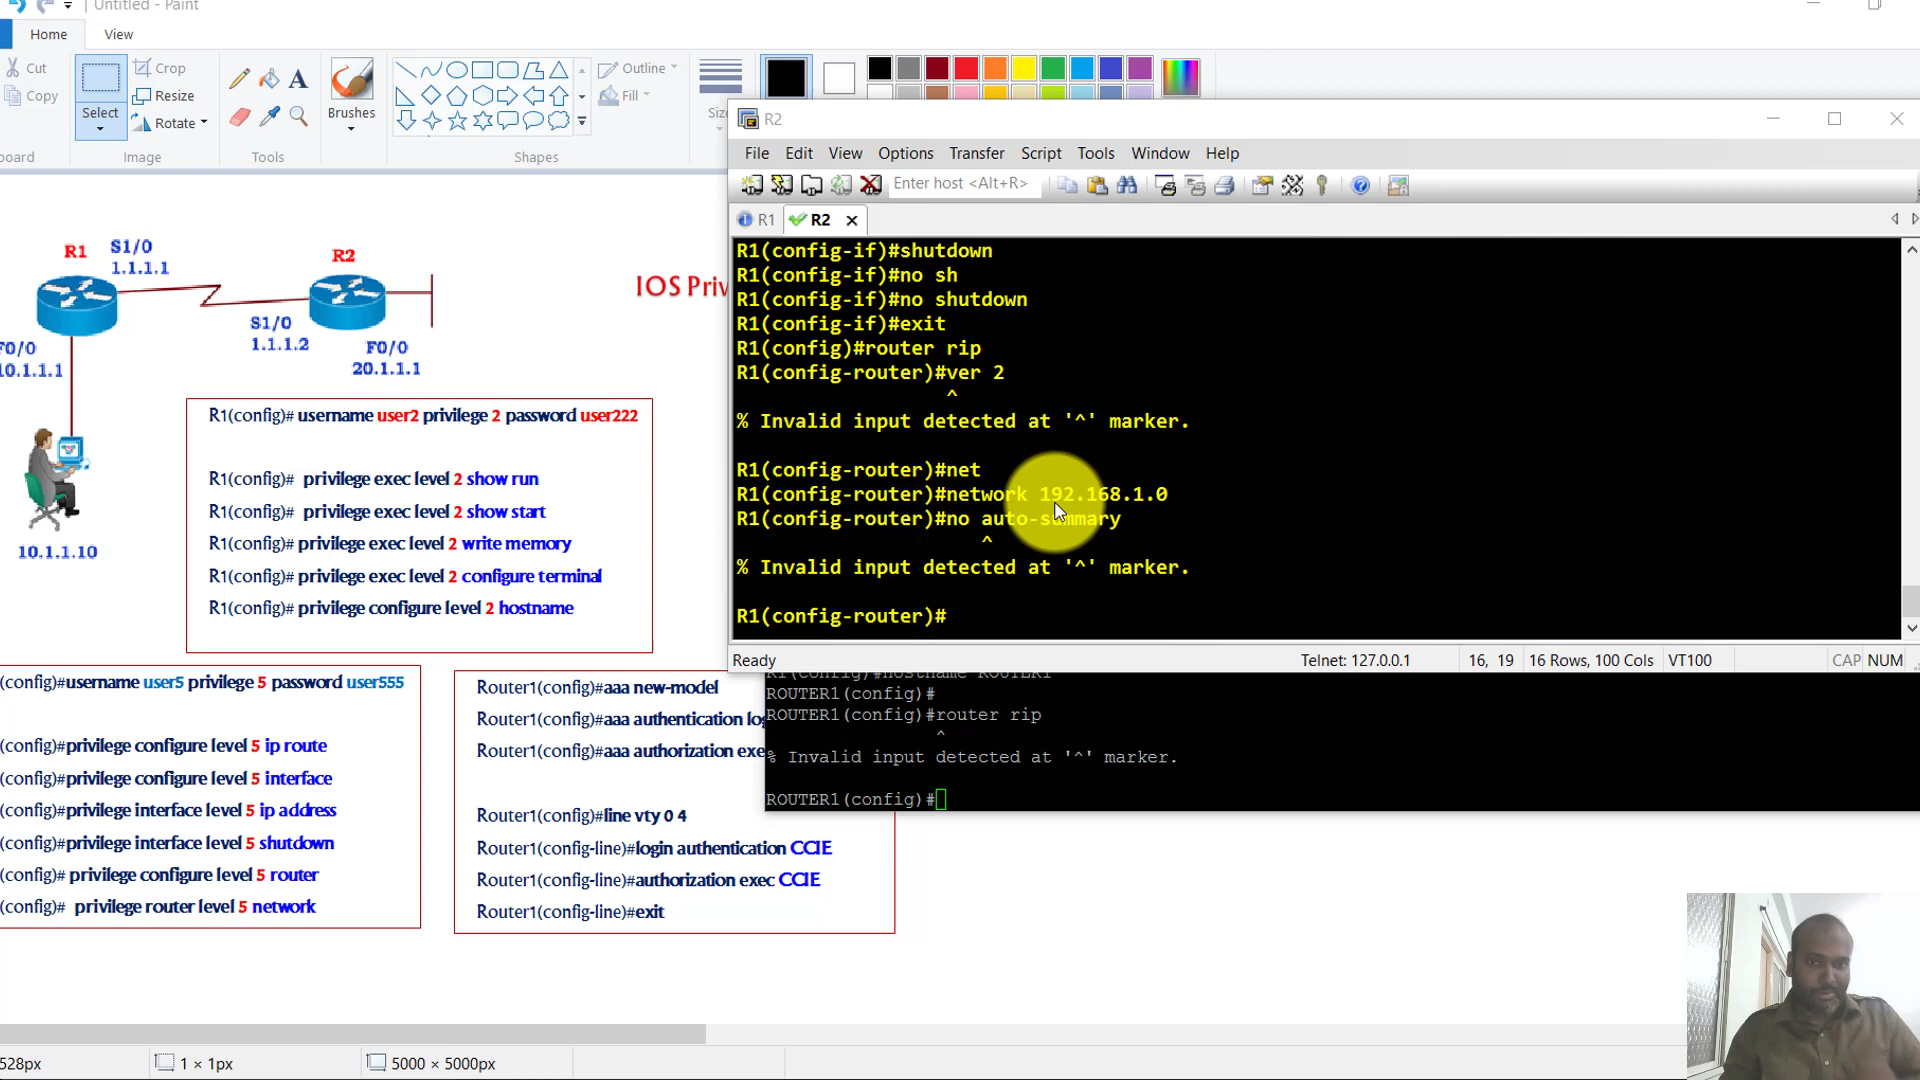 Untitled - Paint
Home
View
Cut
Copy
Select
Crop
Resize
Rotate
A
Brushes
Outline
Fill
Image
Tools
Shapes
R2
File Edit View Options Transfer Script Tools Window Help
Enter host <Alt+R>
R1
R2
R1(config-if)#shutdown
R1(config-if)#no sh
R1(config-if)#no shutdown
R1(config-if)#exit
R1(config)#router rip
R1(config-router)#ver 2
^
% Invalid input detected at '^' marker.
R1(config-router)#net
R1(config-router)#network 192.168.1.0
R1(config-router)#no auto-summary
^
% Invalid input detected at '^' marker.
R1(config-router)#
Ready
Telnet: 127.0.0.1
16, 19
16 Rows, 100 Cols
VT100
CAP
NUM
ROUTER1(config)#
ROUTER1(config)#router rip
^
% Invalid input detected at '^' marker.
ROUTER1(config)#
R1
S1/0
1.1.1.1
R2
S1/0
1.1.1.2
F0/0
20.1.1.1
F0/0
10.1.1.1
10.1.1.10
IOS Priv
R1(config)# username user2 privilege 2 password user222
R1(config)# privilege exec level 2 show run
R1(config)# privilege exec level 2 show start
R1(config)# privilege exec level 2 write memory
R1(config)# privilege exec level 2 configure terminal
R1(config)# privilege configure level 2 hostname
(config)#username user5 privilege 5 password user555
(config)#privilege configure level 5 ip route
(config)#privilege configure level 5 interface
(config)#privilege interface level 5 ip address
(config)#privilege interface level 5 shutdown
(config)# privilege configure level 5 router
(config)# privilege router level 5 network
Router1(config)#aaa new-model
Router1(config)#aaa authentication log
Router1(config)#aaa authorization exe
Router1(config)#line vty 0 4
Router1(config-line)#login authentication CCIE
Router1(config-line)#authorization exec CCIE
Router1(config-line)#exit
528px
1 × 1px
5000 × 5000px